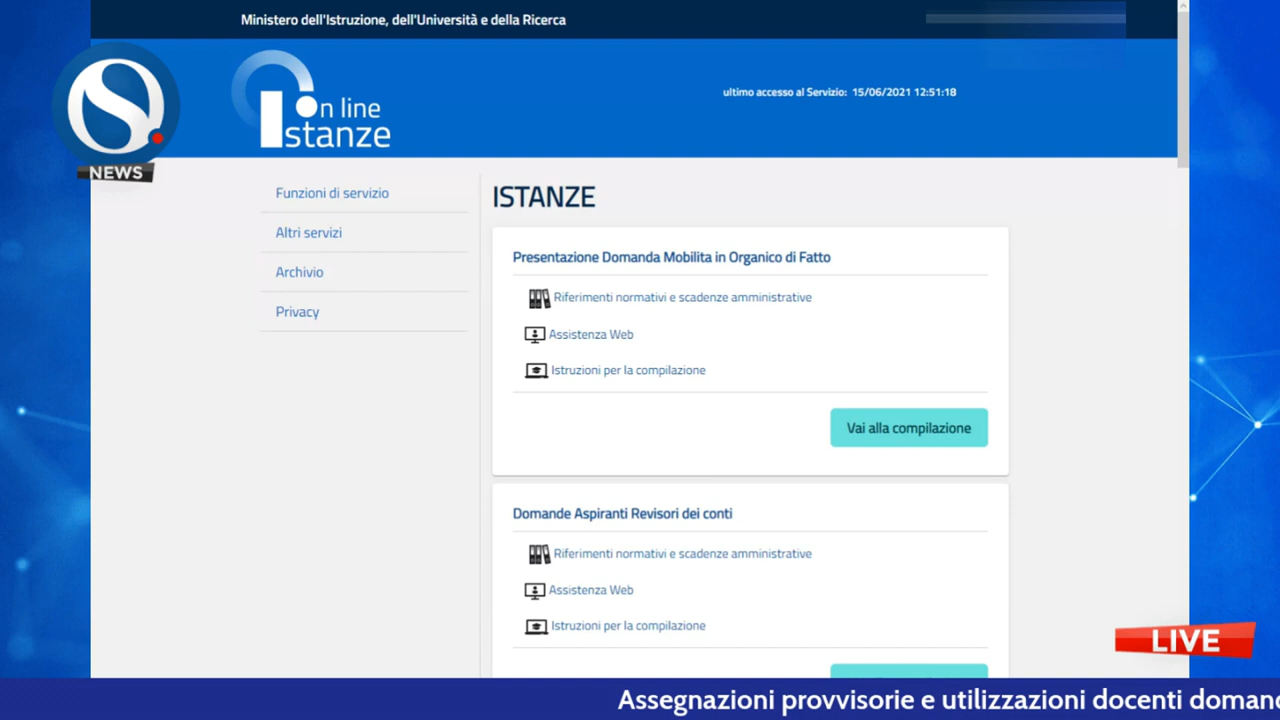 Ministero dell'Istruzione, dell'Università e della Ricerca
On line
Istanze
ultimo accesso al Servizio: 15/06/2021 12:51:18
NEWS
Funzioni di servizio
Altri servizi
Archivio
Privacy
ISTANZE
Presentazione Domanda Mobilita in Organico di Fatto
Riferimenti normativi e scadenze amministrative
Assistenza Web
Istruzioni per la compilazione
Vai alla compilazione
Domande Aspiranti Revisori dei conti
Riferimenti normativi e scadenze amministrative
Assistenza Web
Istruzioni per la compilazione
LIVE
Assegnazioni provvisorie e utilizzazioni docenti doman